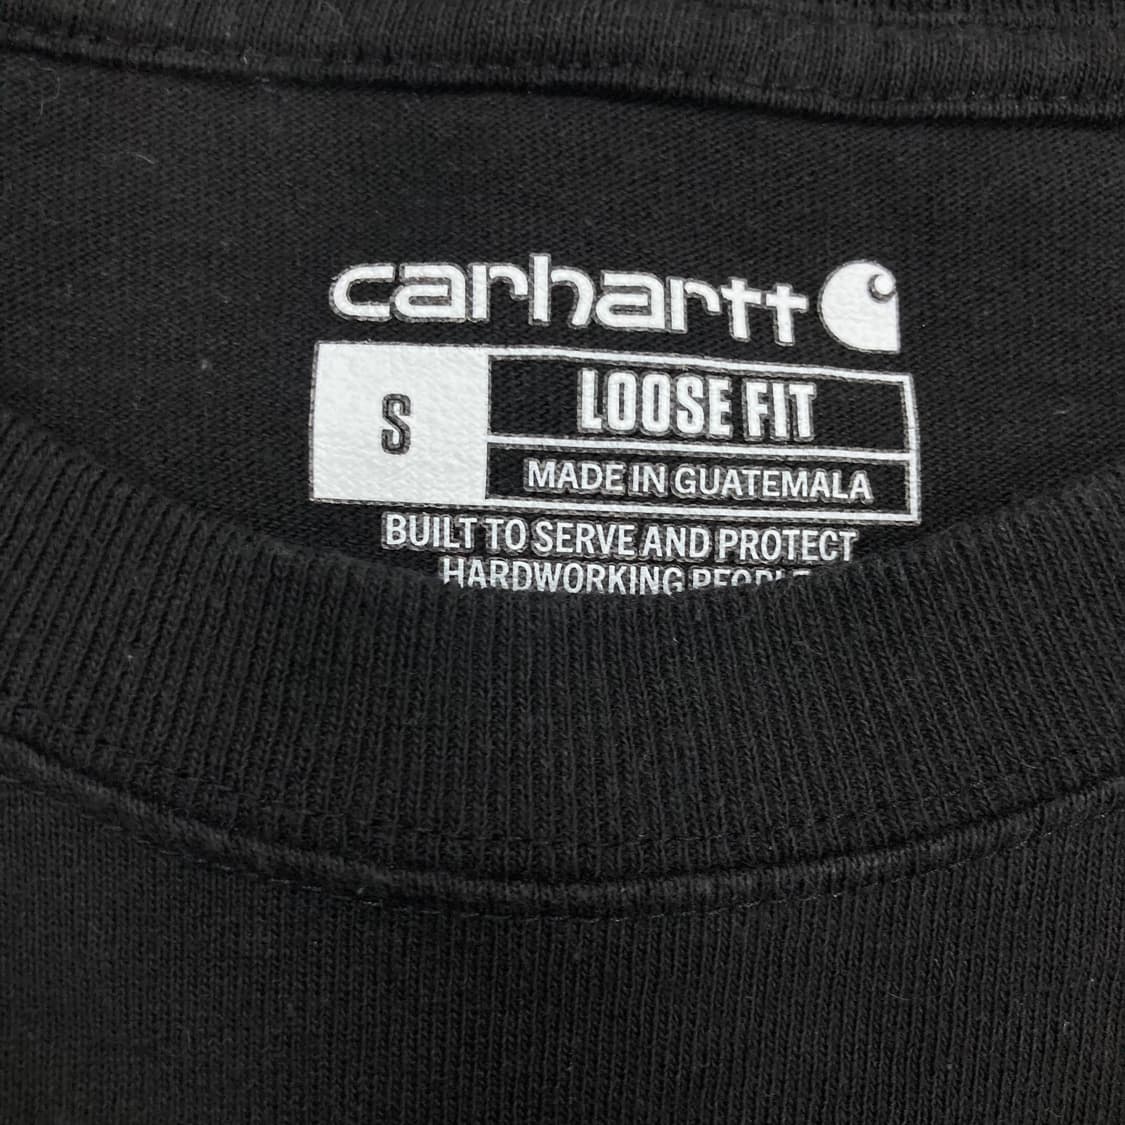 carhartt
S
LOOSE FIT
MADE IN GUATEMALA
BUILT TO SERVE AND PROTECT
HARDWORKING PEOPLE